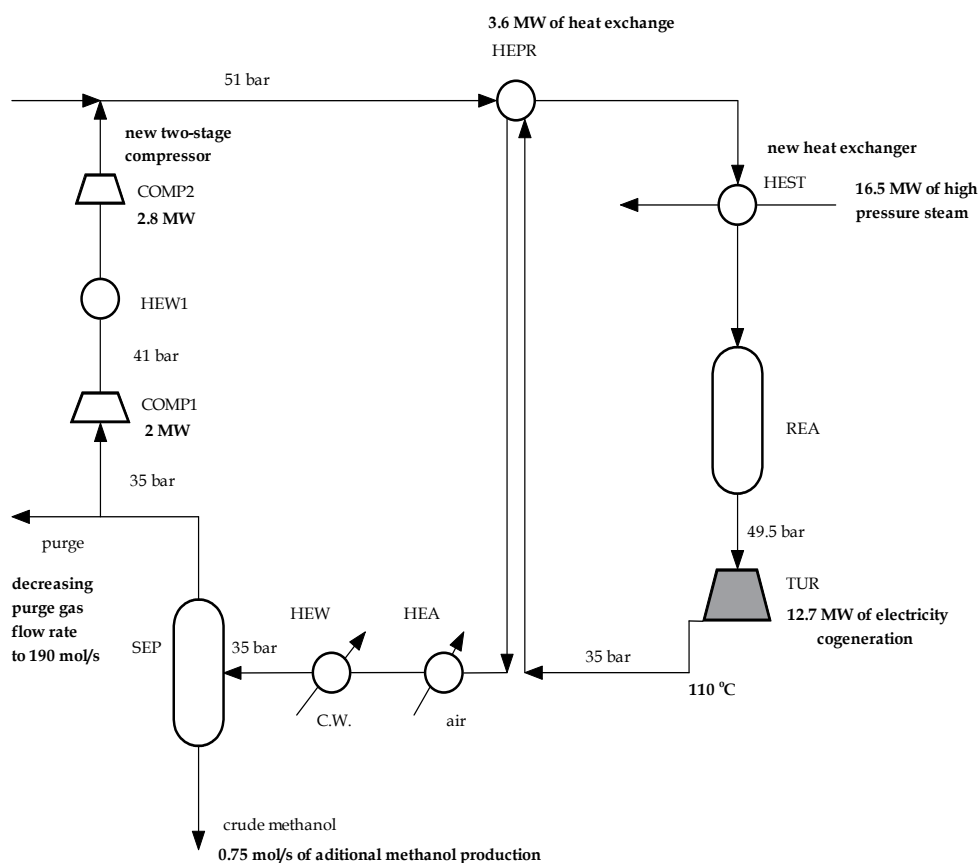 3.6 MW of heat exchange
HEPR
51 bar
new two-stage
compressor
COMP2
2.8 MW
new heat exchanger
HEST
16.5 MW of high
pressure steam
HEW1
41 bar
COMP1
2 MW
REA
35 bar
49.5 bar
purge
TUR
12.7 MW of electricity
cogeneration
decreasing
purge gas
flow rate
to 190 mol/s
SEP
35 bar
HEW
HEA
35 bar
110 °C
C.W.
air
crude methanol
0.75 mol/s of aditional methanol production